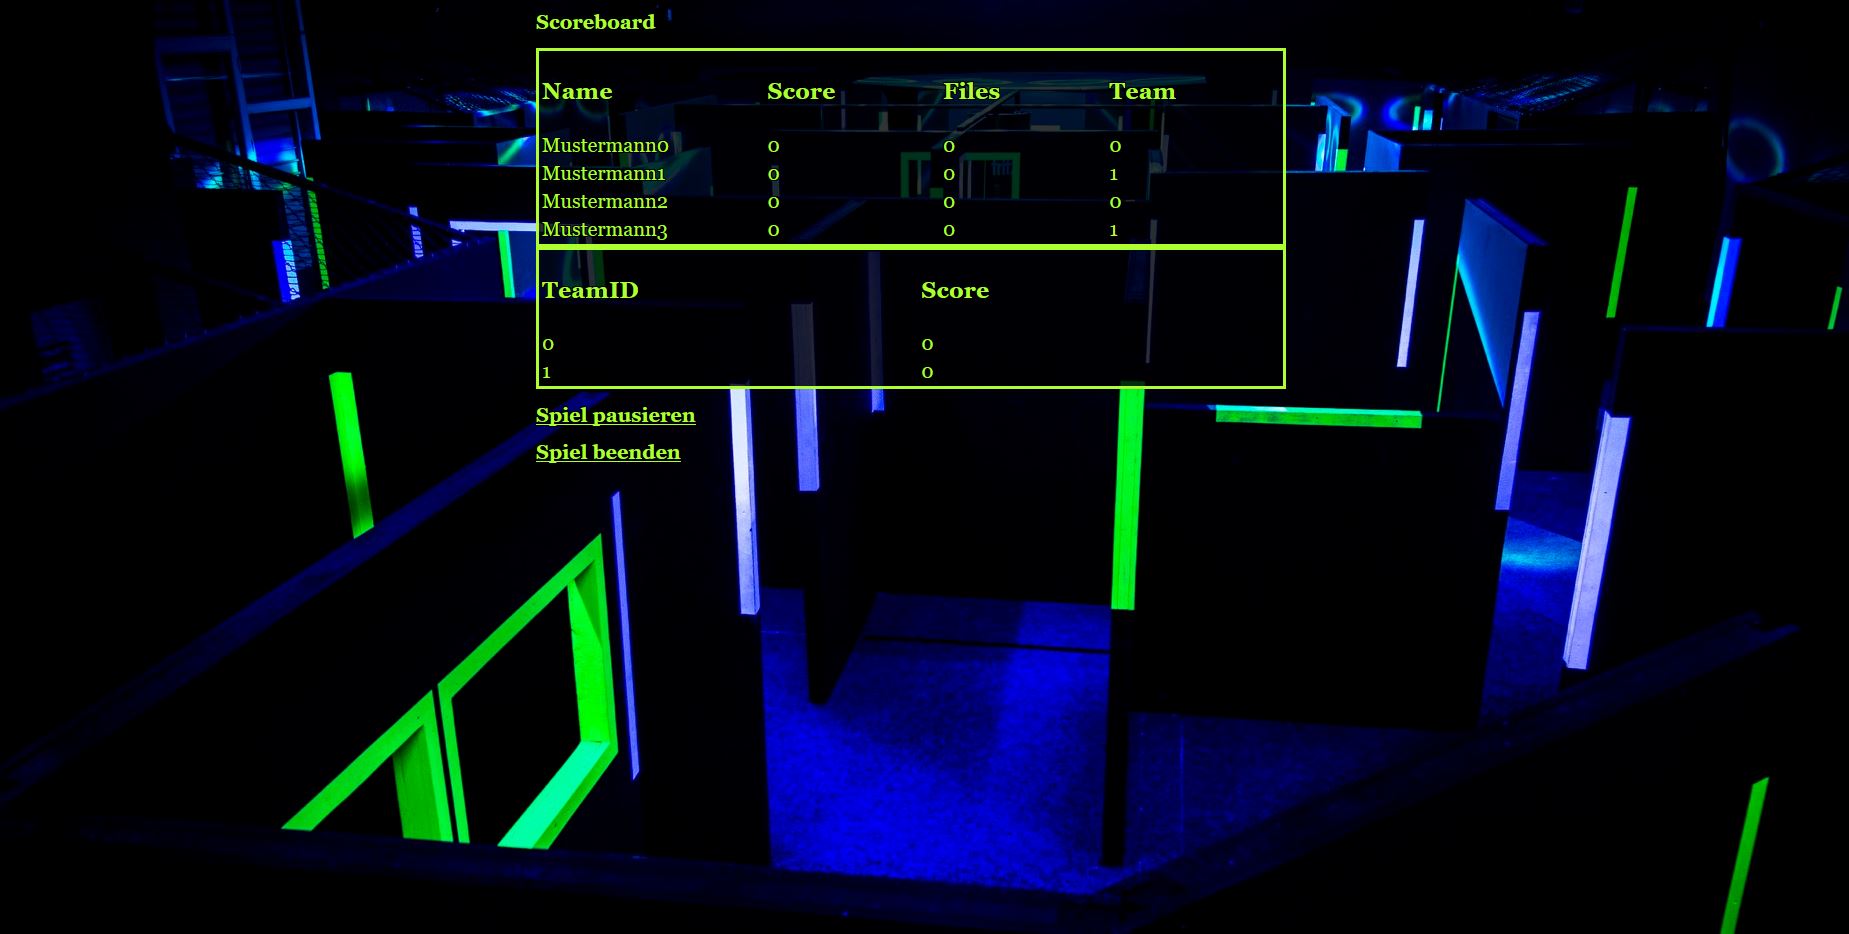 Scoreboard
Name Score Files Team
Mustermann0 0 0 0
Mustermann1 0 0 1
Mustermann2 0 0 0
Mustermann3 0 0 1
TeamID Score
0 0
1 0
Spiel pausieren
Spiel beenden